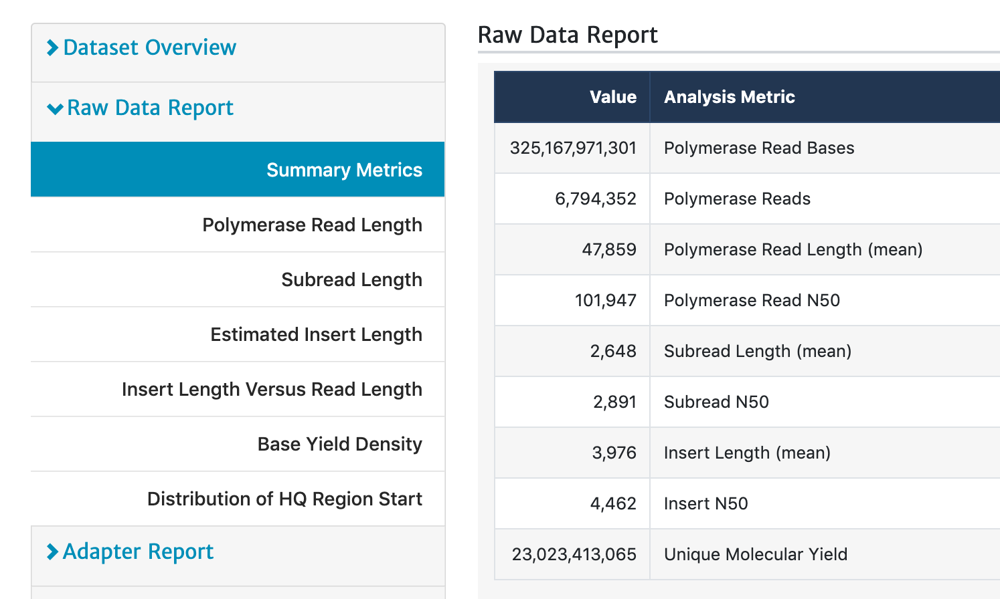 Dataset Overview
Raw Data Report
Summary Metrics
Polymerase Read Length
Subread Length
Estimated Insert Length
Insert Length Versus Read Length
Base Yield Density
Distribution of HQ Region Start
Adapter Report
Raw Data Report
Value Analysis Metric
325,167,971,301 Polymerase Read Bases
6,794,352 Polymerase Reads
47,859 Polymerase Read Length (mean)
101,947 Polymerase Read N50
2,648 Subread Length (mean)
2,891 Subread N50
3,976 Insert Length (mean)
4,462 Insert N50
23,023,413,065 Unique Molecular Yield